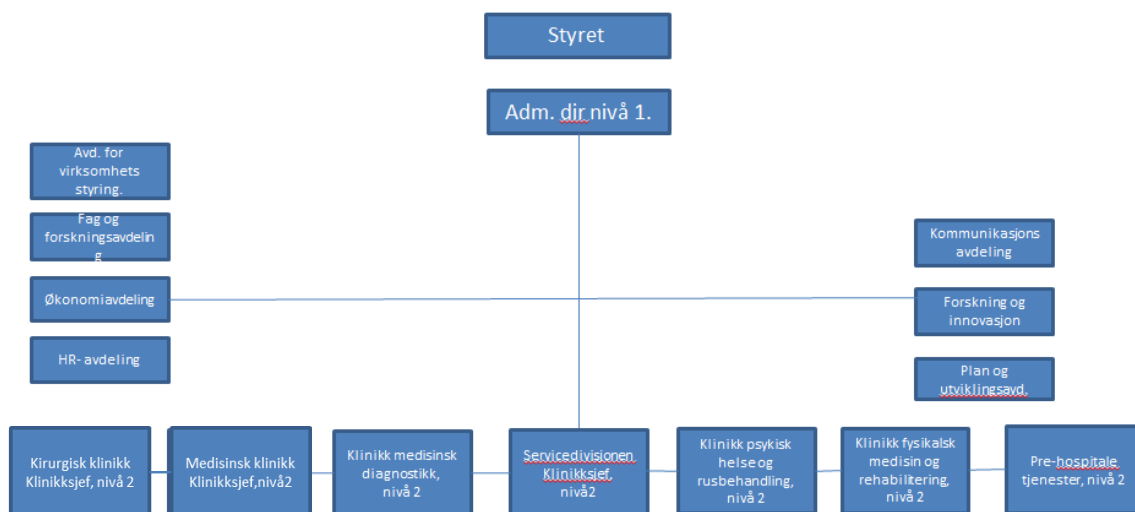 Styret
Adm. dir nivå 1.
Avd. for
virksomhets
styring.
Fag og
forskningsavdelin
g
Økonomiavdeling
HR- avdeling
Kommunikasjons
avdeling
Forskning og
innovasjon
Plan og
utviklingsavd.
Kirurgisk klinikk
Klinikksjef, nivå 2
Medisinsk klinikk
Klinikksjef,nivå2
Klinikk medisinsk
diagnostikk,
nivå 2
Servicedivisjonen
Klinikksjef,
nivå2
Klinikk psykisk
helse og
rusbehandling,
nivå 2
Klinikk fysikalsk
medisin og
rehabilitering,
nivå 2
Pre-hospitale
tjenester, nivå 2